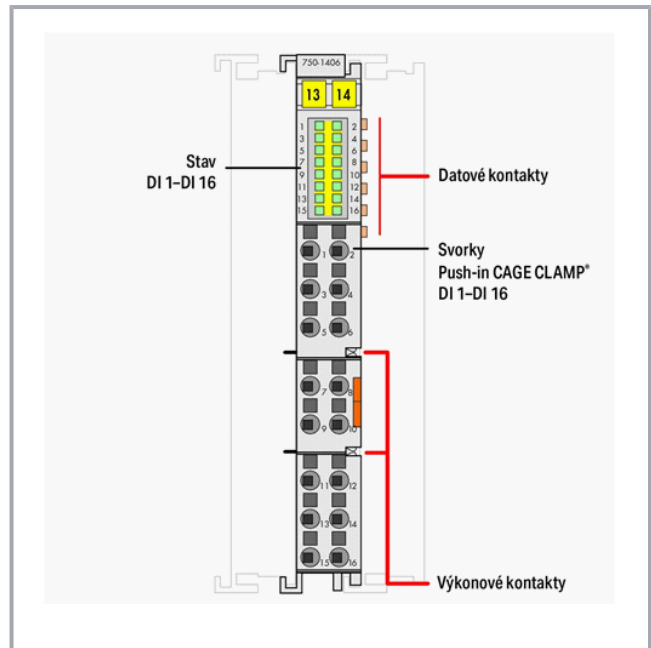 750-1406
13 14
1 2
3 4
5 6
7 8
9 10
11 12
13 14
15 16
Stav
DI 1–DI 16
Datové kontakty
Svorky
Push-in CAGE CLAMP®
DI 1–DI 16
1 2
3 4
5 6
7 8
9 10
11 12
13 14
15 16
Výkonové kontakty